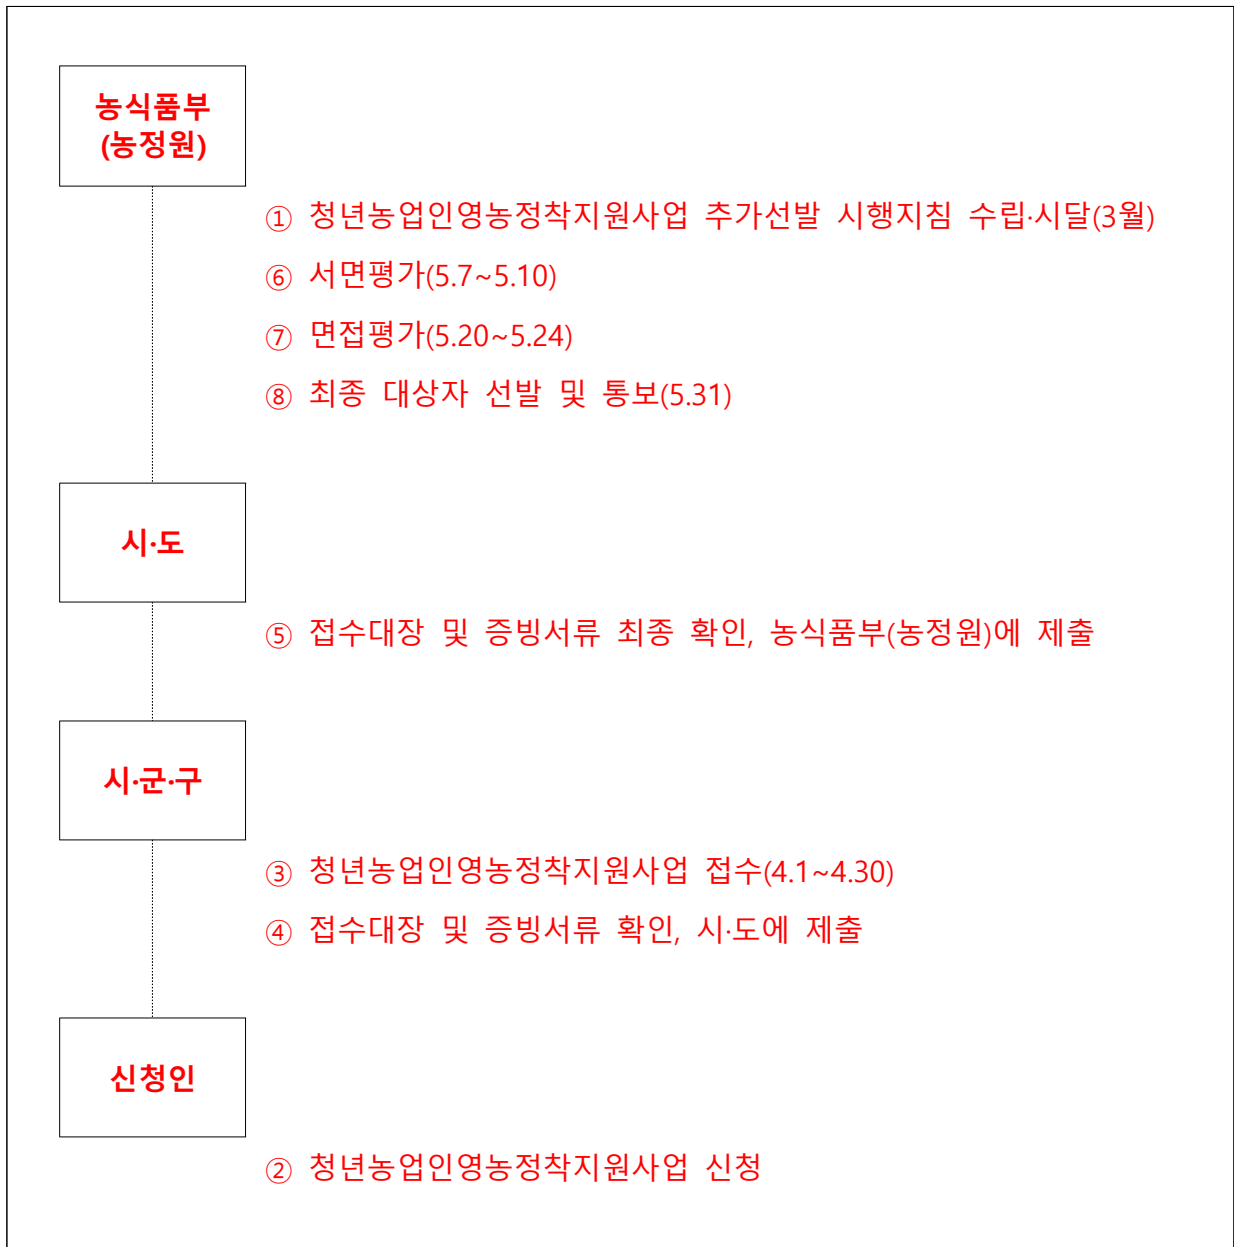 농식품부
(농정원)
① 청년농업인영농정착지원사업 추가선발 시행지침 수립·시달(3월)
⑥ 서면평가(5.7~5.10)
⑦ 면접평가(5.20~5.24)
⑧ 최종 대상자 선발 및 통보(5.31)
시·도
⑤ 접수대장 및 증빙서류 최종 확인, 농식품부(농정원)에 제출
시·군·구
③ 청년농업인영농정착지원사업 접수(4.1~4.30)
④ 접수대장 및 증빙서류 확인, 시·도에 제출
신청인
② 청년농업인영농정착지원사업 신청